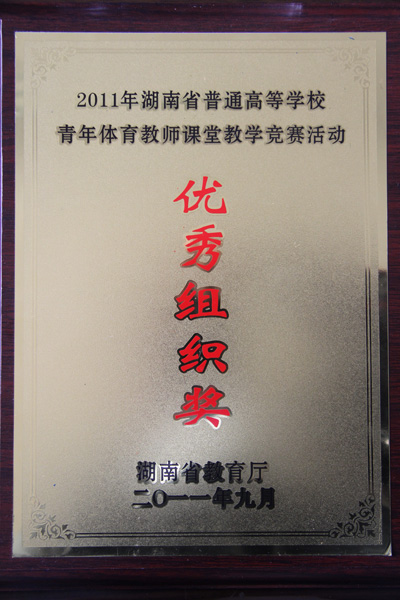 2011年湖南省普通高等学校
青年体育教师课堂教学竞赛活动
优秀组织奖
湖南省教育厅
二〇一一年九月